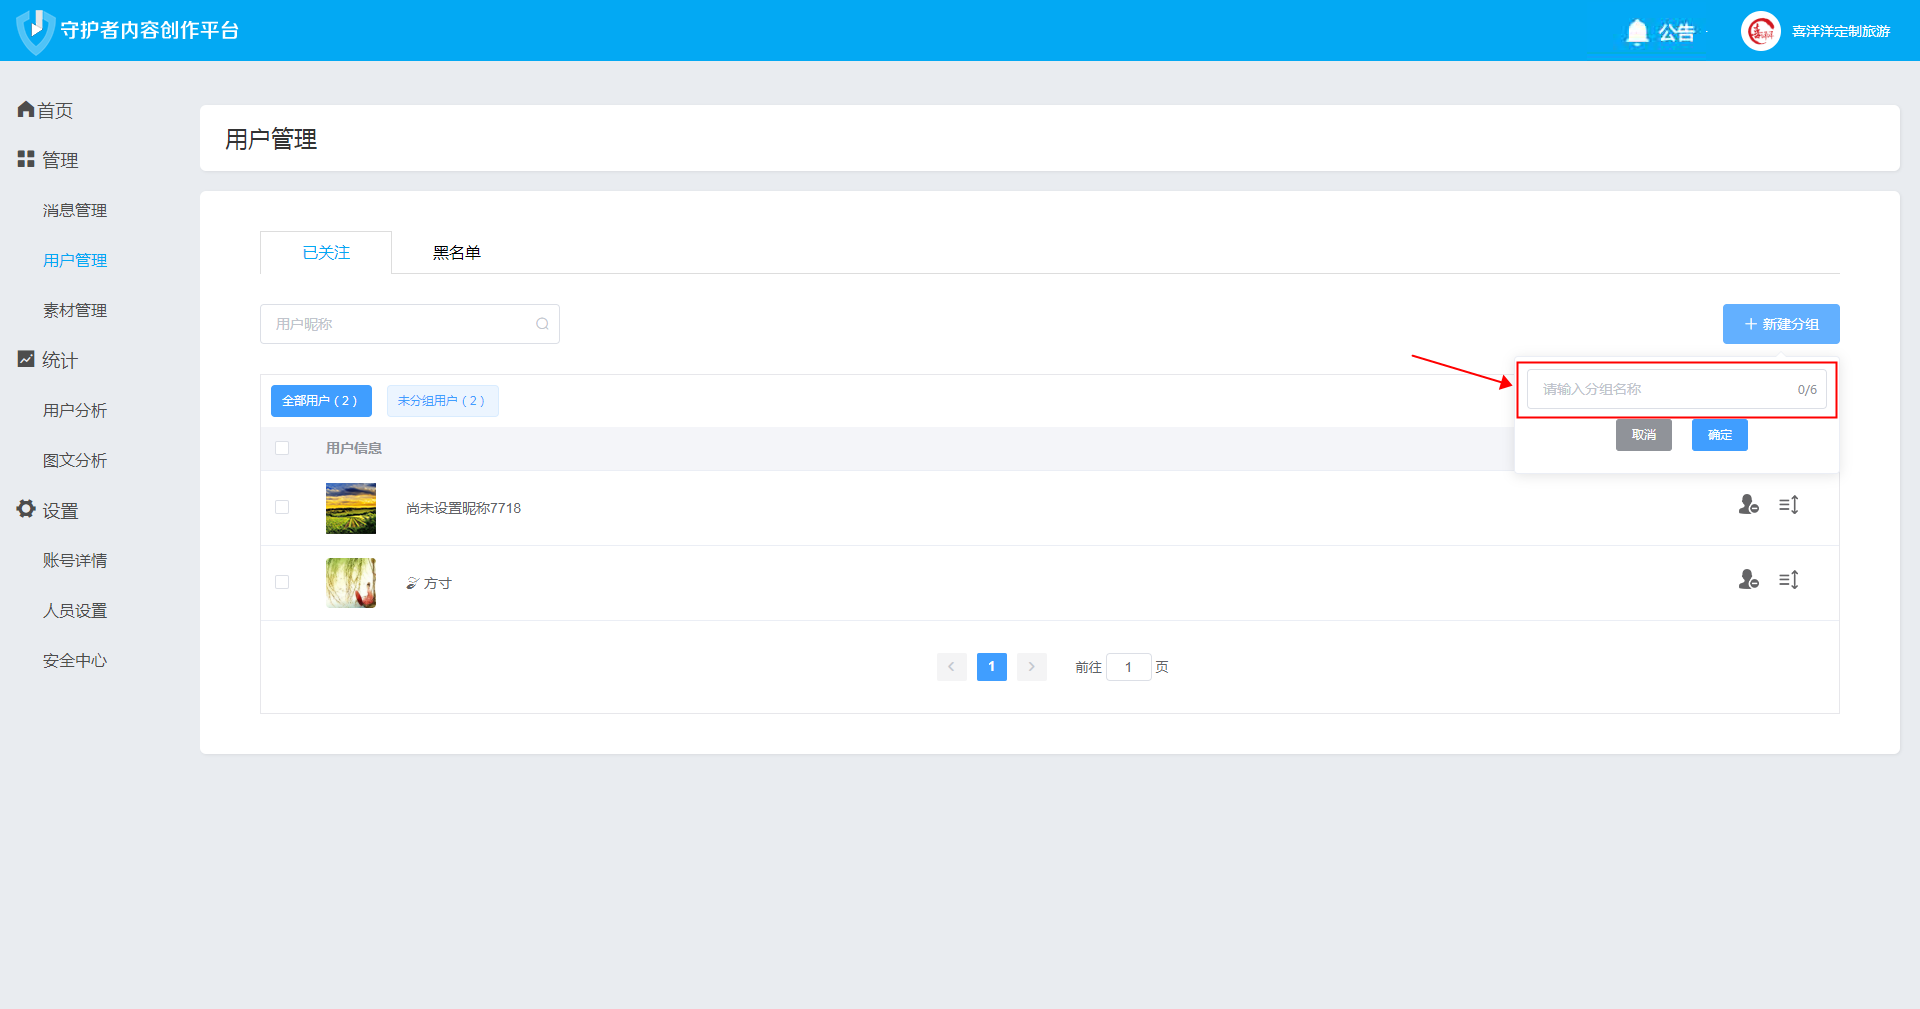 守护者内容创作平台
公告
喜洋洋定制旅游
首页
管理
消息管理
用户管理
素材管理
统计
用户分析
图文分析
设置
账号详情
人员设置
安全中心
用户管理
已关注
黑名单
用户昵称
新建分组
请输入分组名称
0/6
取消
确定
全部用户（2）
未分组用户（2）
用户信息
尚未设置昵称7718
方寸
1
前往 1 页